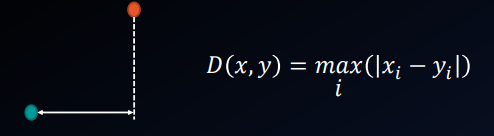 D(x, y) = max(|xᵢ − yᵢ|)
i